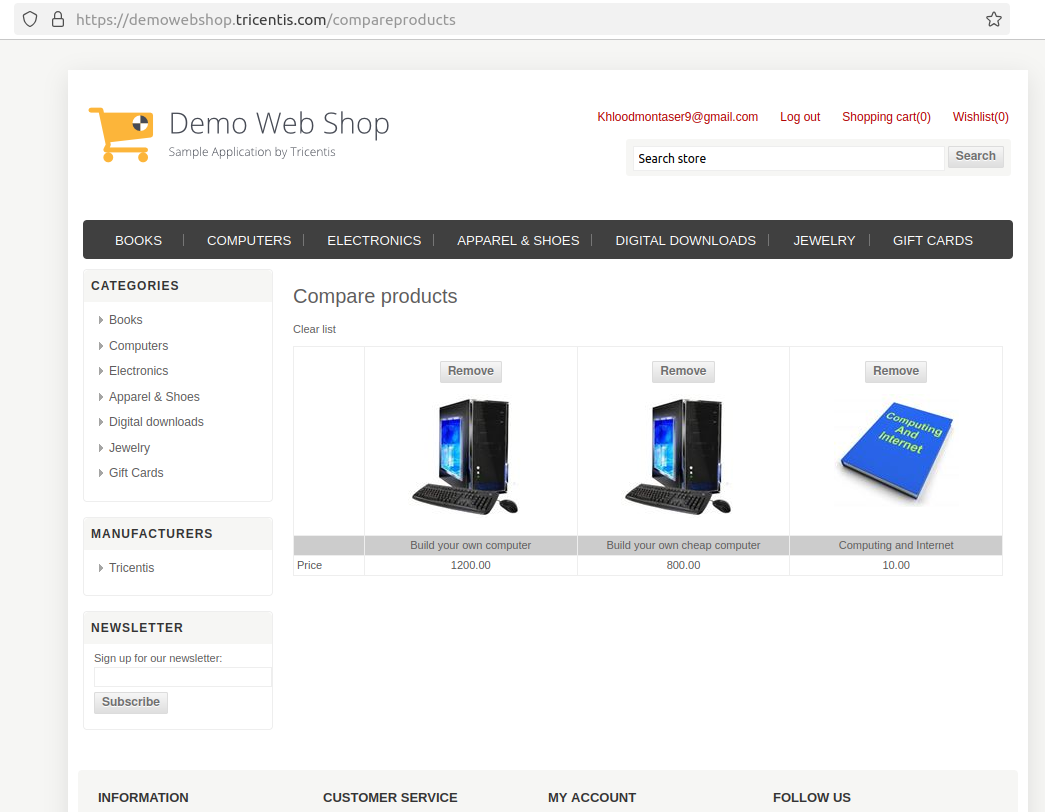 https://demowebshop.tricentis.com/compareproducts
Demo Web Shop
Sample Application by Tricentis
Khloodmontaser9@gmail.com Log out Shopping cart(0) Wishlist(0)
Search store Search
BOOKS COMPUTERS ELECTRONICS APPAREL & SHOES DIGITAL DOWNLOADS JEWELRY GIFT CARDS
CATEGORIES
Books
Computers
Electronics
Apparel & Shoes
Digital downloads
Jewelry
Gift Cards
MANUFACTURERS
Tricentis
NEWSLETTER
Sign up for our newsletter:
Subscribe
Compare products
Clear list
Remove Remove Remove
Computing
And
Internet
Build your own computer Build your own cheap computer Computing and Internet
Price 1200.00 800.00 10.00
INFORMATION CUSTOMER SERVICE MY ACCOUNT FOLLOW US